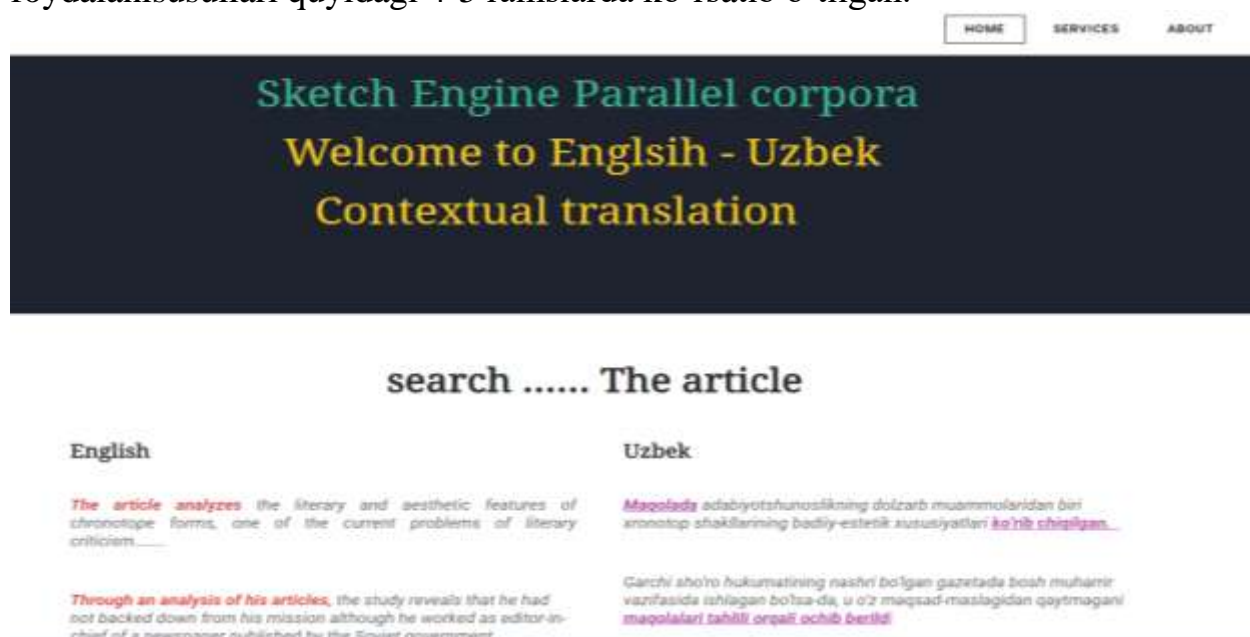 foydalanisusullari quyidagi 4-5 ramslarda ko'rsatib o'tilgan.
HOME SERVICES ABOUT
Sketch Engine Parallel corpora
Welcome to Englsih - Uzbek
Contextual translation
search ...... The article
English
Uzbek
The article analyzes the literary and aesthetic features of
chronotope forms, one of the current problems of literary
criticism......
Maqolada adabiyotshunoslikning dolzarb muammolaridan biri
xronotop shakllarining badiiy-estetik xususiyatlari ko'rib chiqilgan...
Through an analysis of his articles, the study reveals that he had
not backed down from his mission although he worked as editor-in-
chief of a newspaper published by the Soviet government
Garchi sho'ro hukumatining nashri bo'lgan gazetada bosh muharrir
vazifasida ishlagan bo'lsa-da, u o'z maqsad-maslagidan qaytmagani
maqolalari tahlili orqali ochib berildi